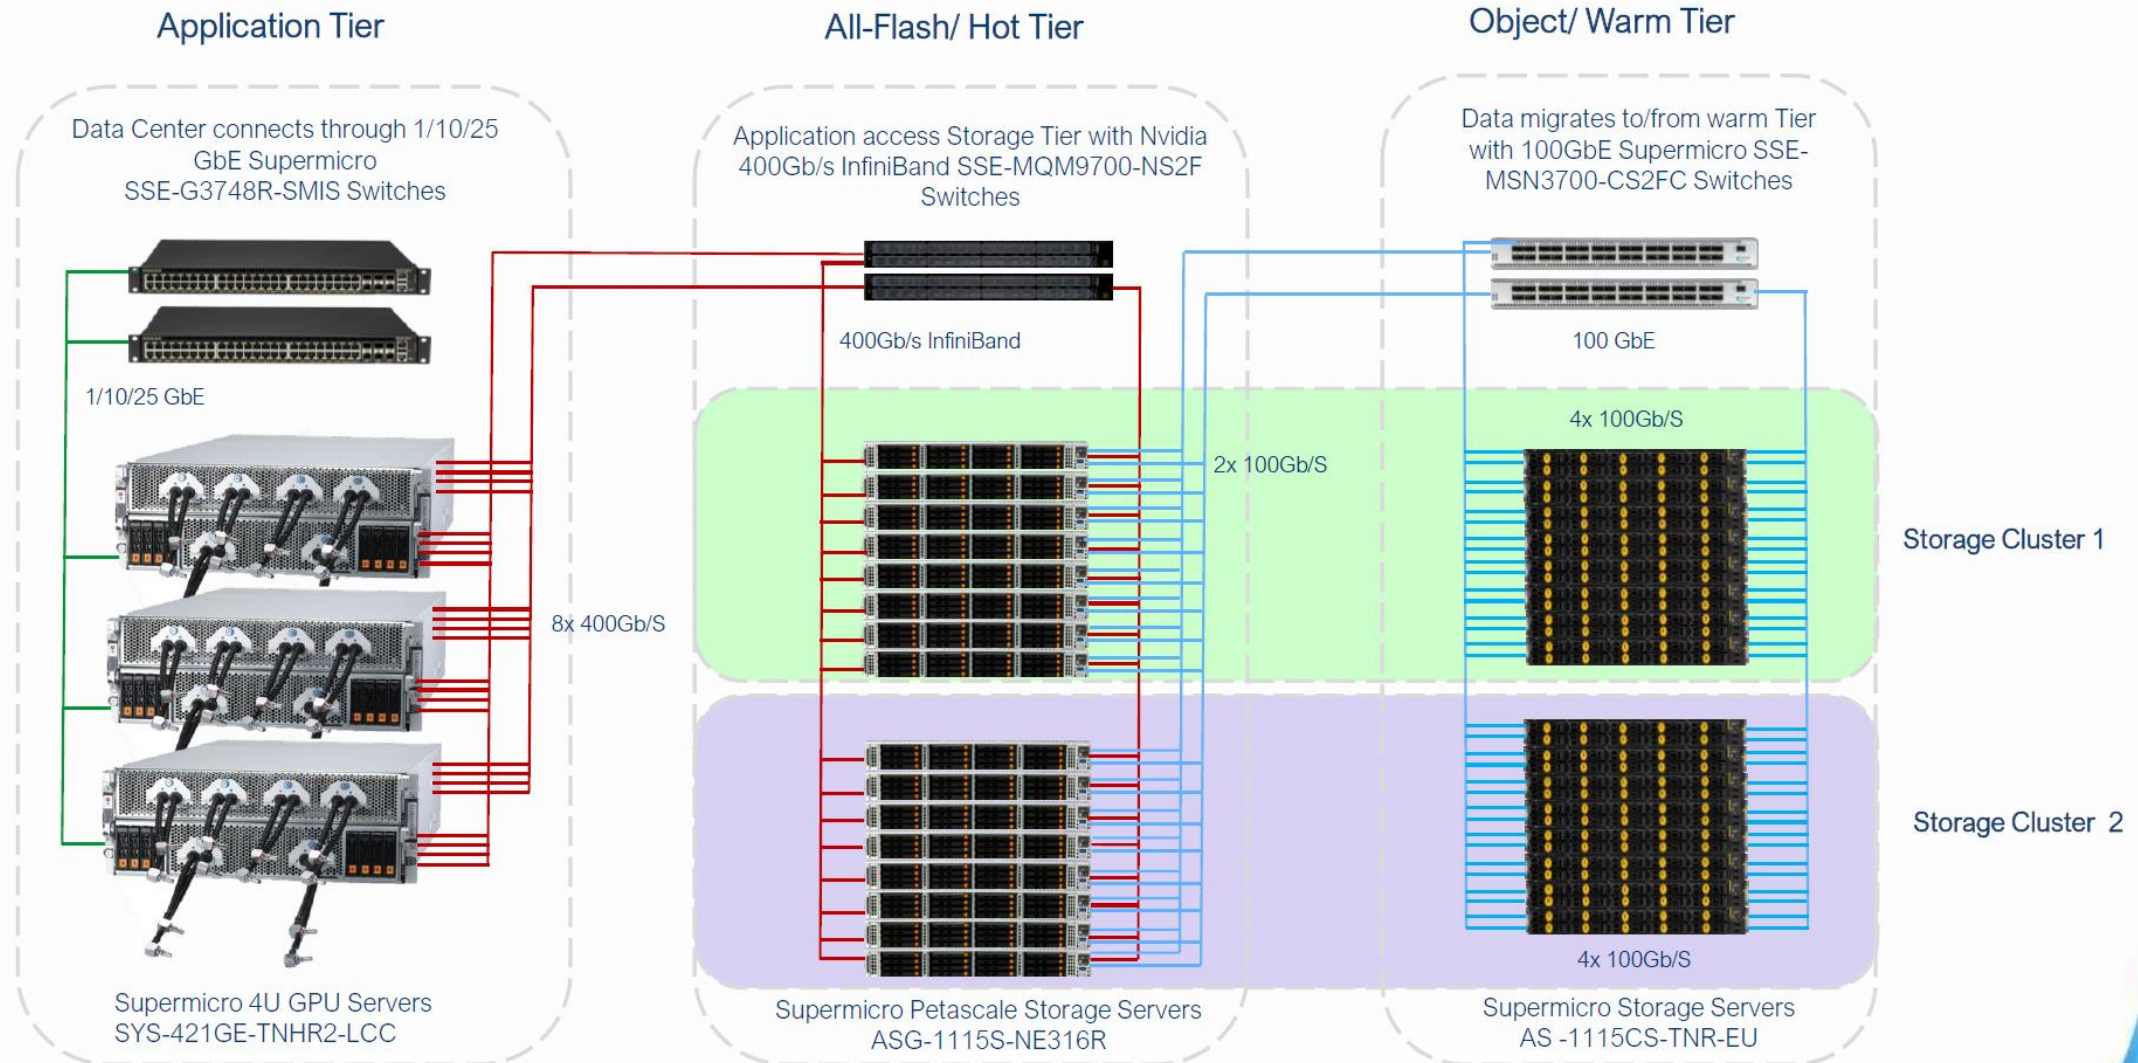 Application Tier
All-Flash/ Hot Tier
Object/ Warm Tier
Data Center connects through 1/10/25
GbE Supermicro
SSE-G3748R-SMIS Switches
Application access Storage Tier with Nvidia
400Gb/s InfiniBand SSE-MQM9700-NS2F
Switches
Data migrates to/from warm Tier
with 100GbE Supermicro SSE-
MSN3700-CS2FC Switches
400Gb/s InfiniBand
100 GbE
1/10/25 GbE
4x 100Gb/S
2x 100Gb/S
Storage Cluster 1
8x 400Gb/S
Storage Cluster 2
4x 100Gb/S
Supermicro 4U GPU Servers
SYS-421GE-TNHR2-LCC
Supermicro Petascale Storage Servers
ASG-1115S-NE316R
Supermicro Storage Servers
AS -1115CS-TNR-EU